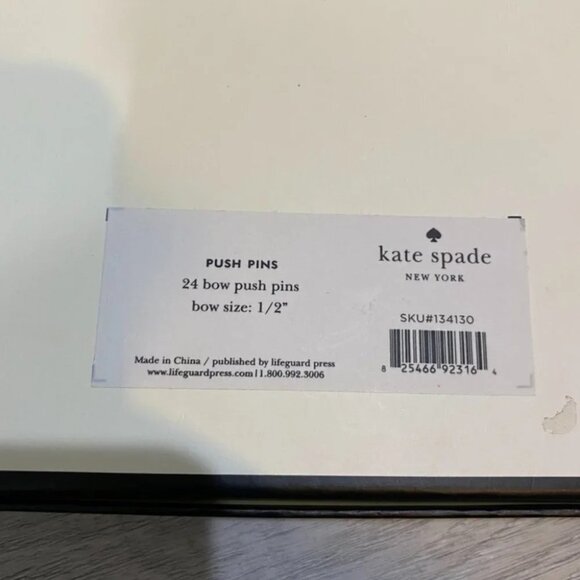 PUSH PINS
24 bow push pins
bow size: 1/2”
Made in China / published by lifeguard press
www.lifeguardpress.com | 1.800.992.3006
kate spade
NEW YORK
SKU#134130
8 25466 92316 4